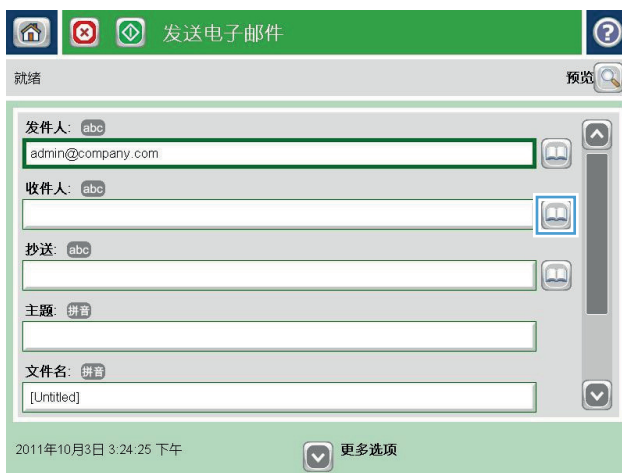 发送电子邮件
?
就绪
预览
发件人: abc
admin@company.com
收件人: abc
抄送: abc
主题: 拼音
文件名: 拼音
[Untitled]
2011年10月3日 3:24:25 下午
更多选项